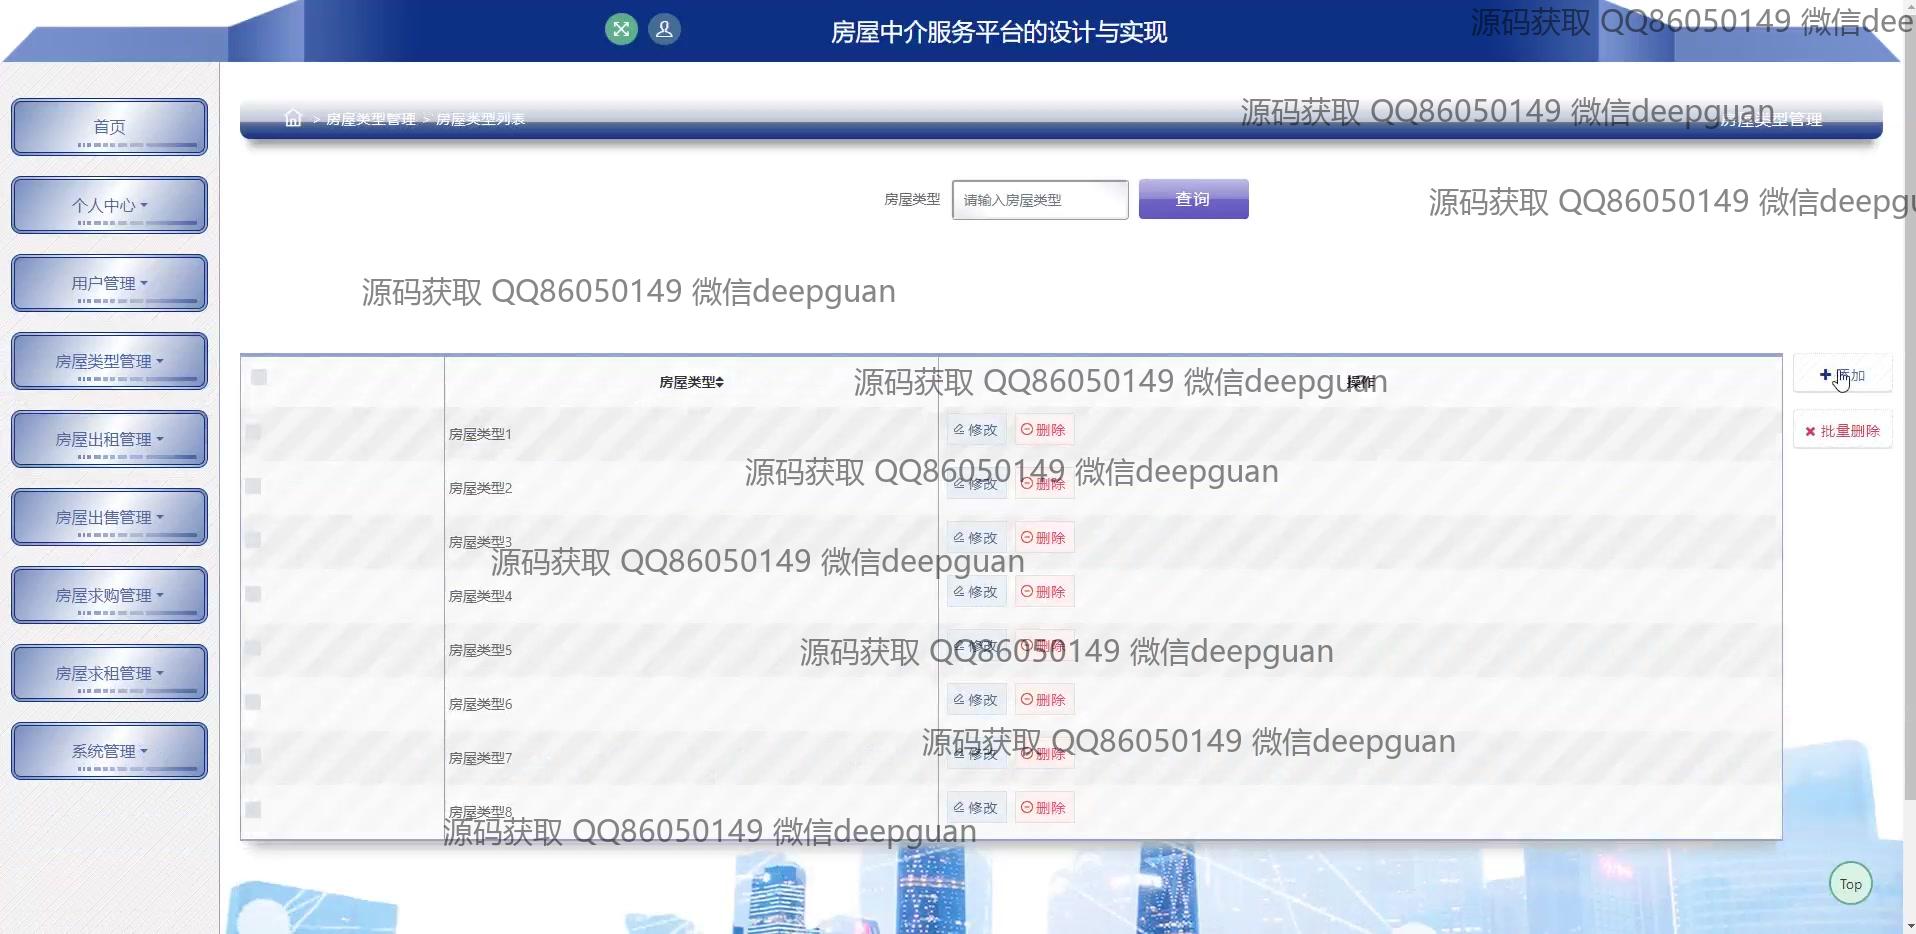 房屋中介服务平台的设计与实现
源码获取 QQ86050149 微信dee
首页
个人中心
用户管理
房屋类型管理
房屋出租管理
房屋出售管理
房屋求购管理
房屋求租管理
系统管理
> 房屋类型管理 > 房屋类型列表
源码获取 QQ86050149 微信deepguan
房屋类型管理
房屋类型 请输入房屋类型 查询
源码获取 QQ86050149 微信deepgu
源码获取 QQ86050149 微信deepguan
房屋类型 操作
源码获取 QQ86050149 微信deepguan
加
批量删除
房屋类型1 修改 删除
源码获取 QQ86050149 微信deepguan
房屋类型2 修改 删除
房屋类型3 修改 删除
源码获取 QQ86050149 微信deepguan
房屋类型4 修改 删除
房屋类型5 修改 删除
源码获取 QQ86050149 微信deepguan
房屋类型6 修改 删除
源码获取 QQ86050149 微信deepguan
房屋类型7 修改 删除
房屋类型8 修改 删除
源码获取 QQ86050149 微信deepguan
Top